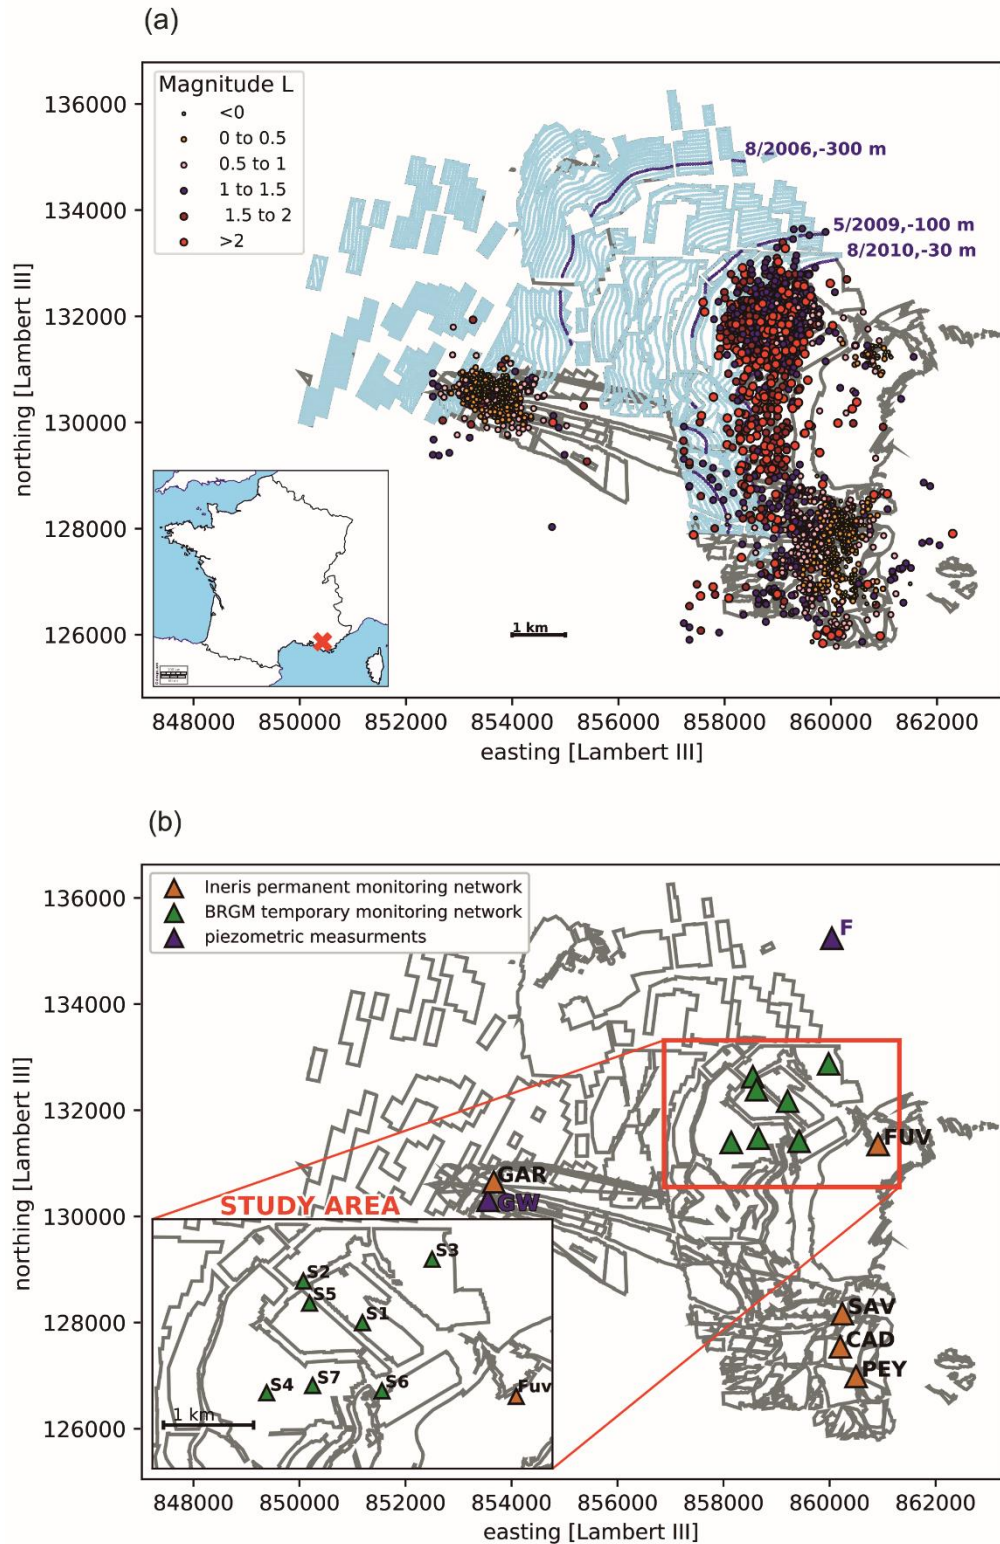 (a)
136000
134000
132000
130000
128000
126000
northing [Lambert III]
Magnitude L
<0
0 to 0.5
0.5 to 1
1 to 1.5
1.5 to 2
>2
8/2006,-300 m
5/2009,-100 m
8/2010,-30 m
1 km
848000 850000 852000 854000 856000 858000 860000 862000
easting [Lambert III]
(b)
136000
134000
132000
130000
128000
126000
northing [Lambert III]
Ineris permanent monitoring network
BRGM temporary monitoring network
piezometric measurments
F
FUV
GAR
GW
STUDY AREA
S3
S2
S5
S1
S4
S7
S6
Fuv
1 km
SAV
CAD
PEY
848000 850000 852000 854000 856000 858000 860000 862000
easting [Lambert III]